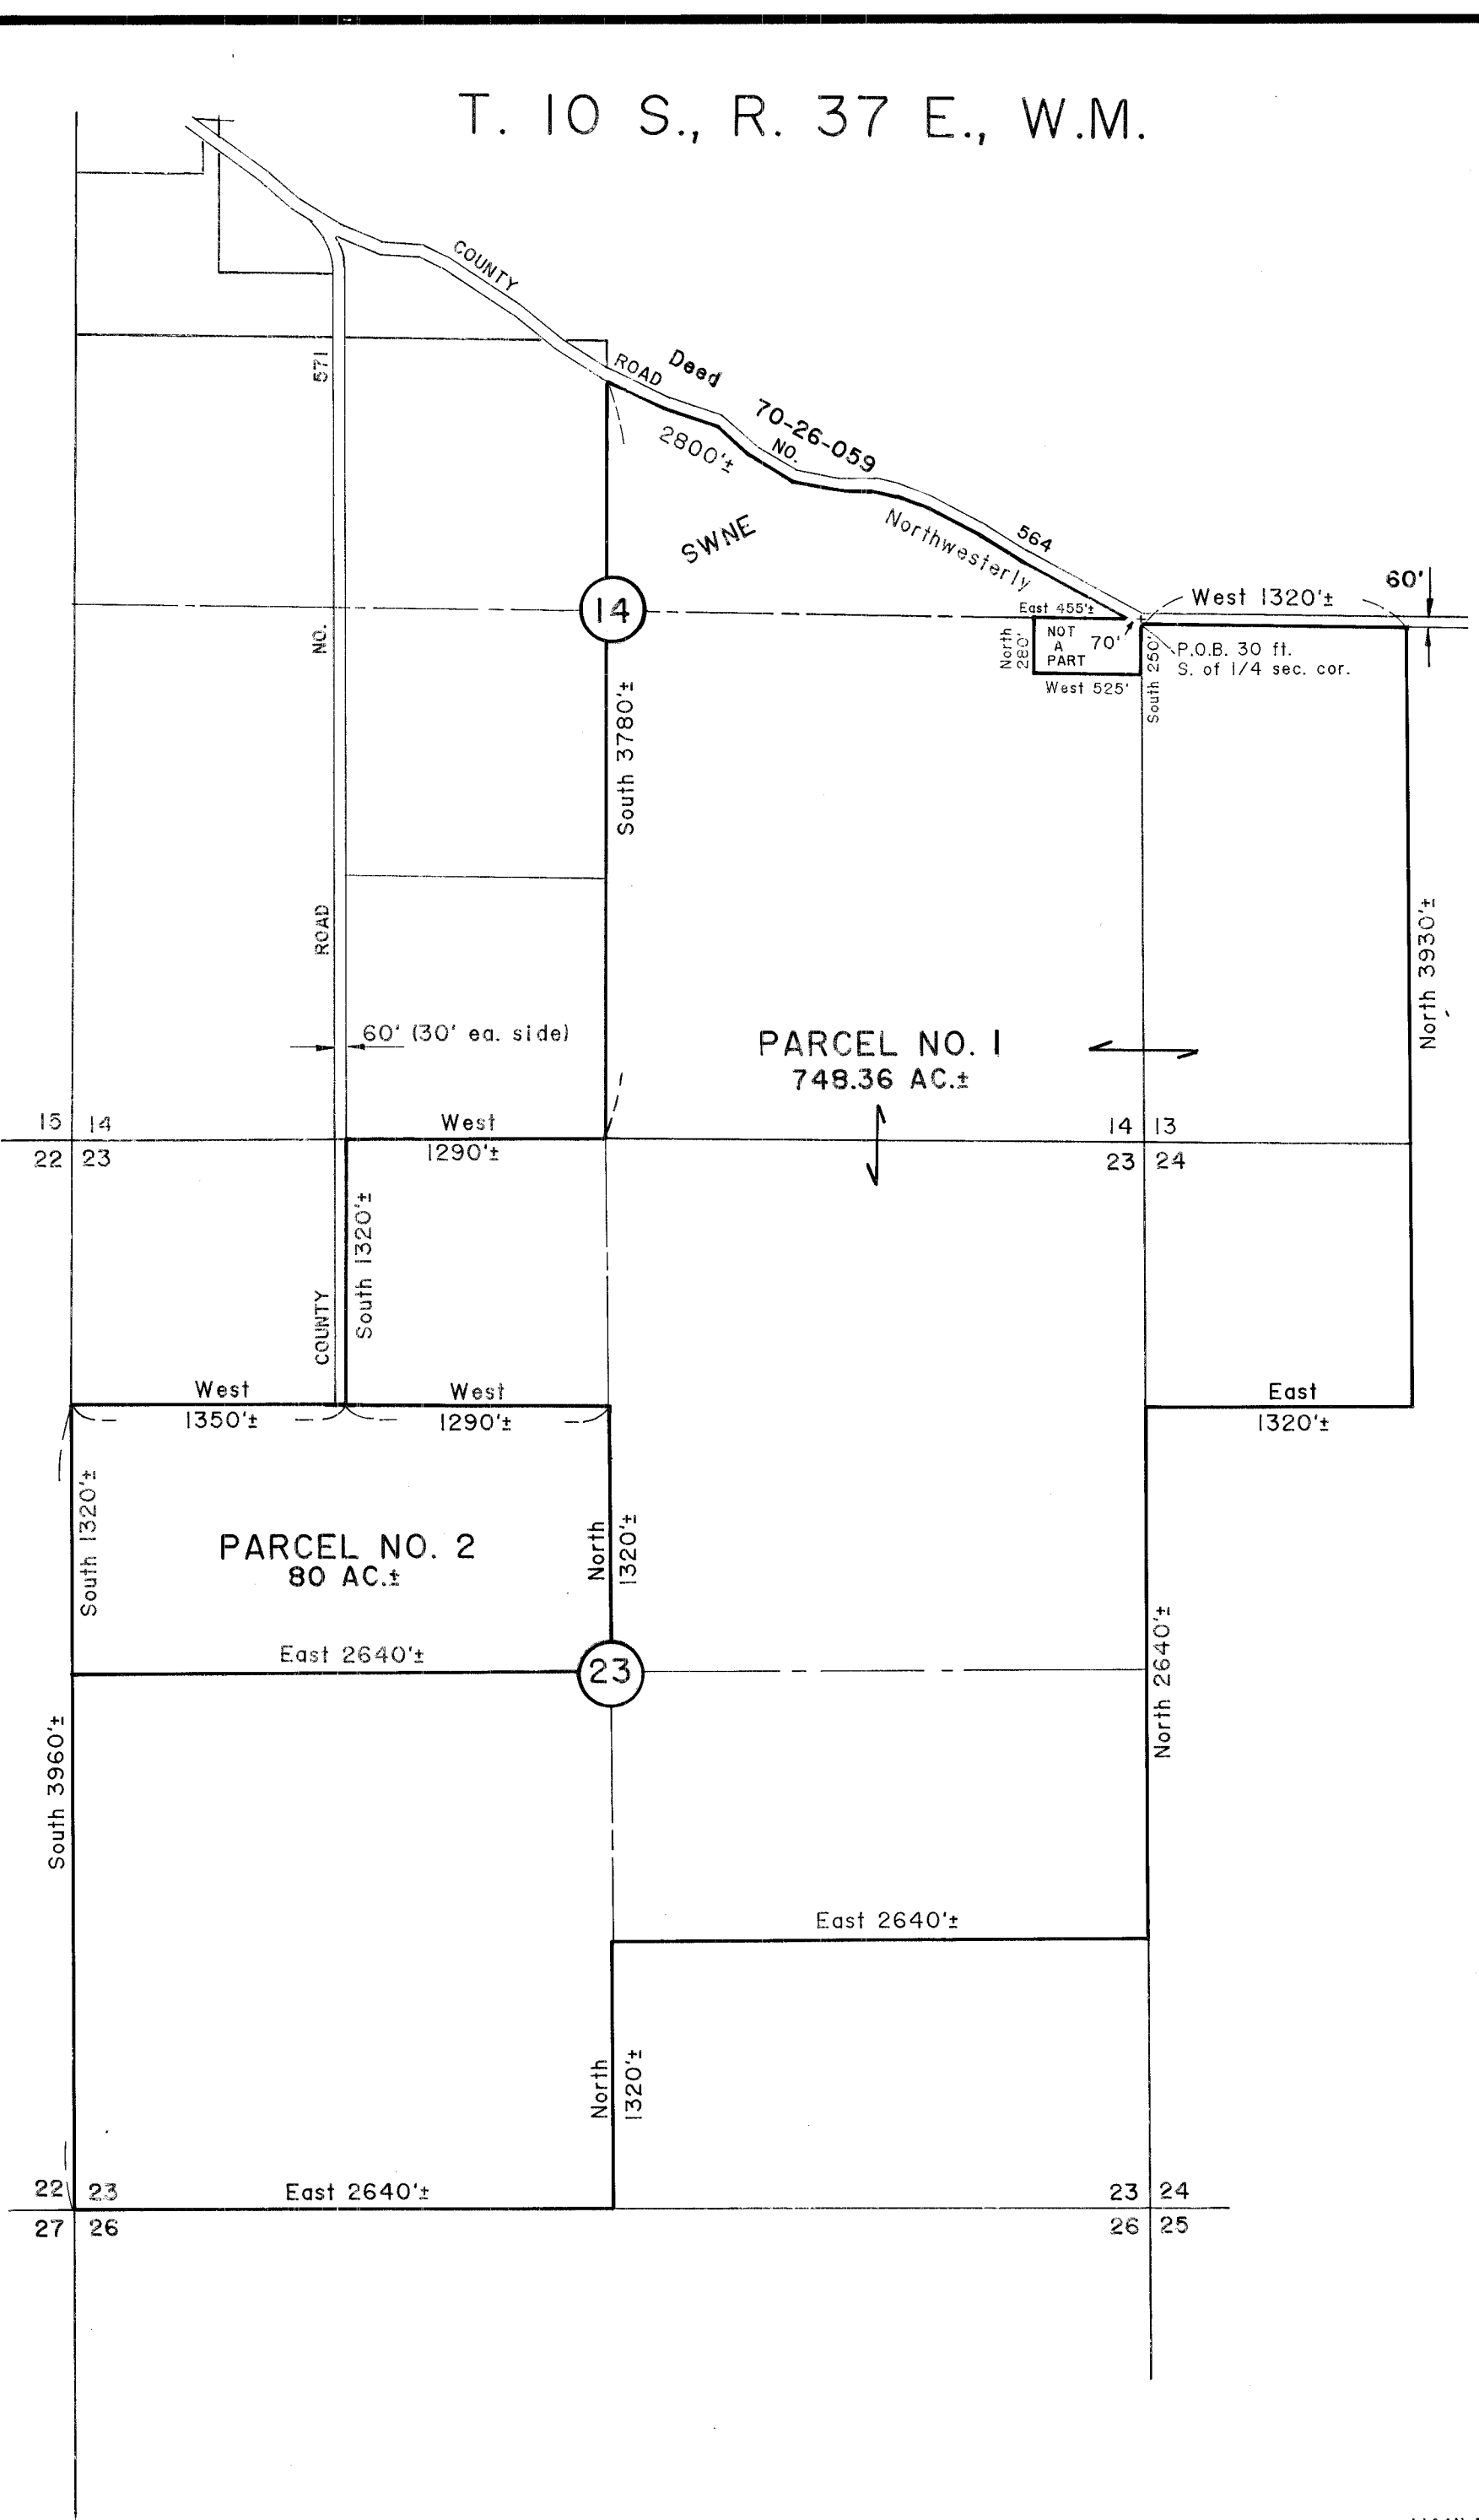 T. 10 S., R. 37 E., W.M.
COUNTY
ROAD
Deed
70-26-059
NO.
571
2800'±
SWNE
Northwesterly
564
60'
West 1320'±
14
NO.
East 455'±
NOT
A
PART
70'
North
280'
West 525'
South 250'
P.O.B. 30 ft.
S. of 1/4 sec. cor.
South 3780'±
ROAD
North 3930'±
60' (30' ea. side)
PARCEL NO. 1
748.36 AC.±
15 14
22 23
West
1290'±
14 13
23 24
South 1320'±
COUNTY
West
1350'±
West
1290'±
East
1320'±
South 1320'±
PARCEL NO. 2
80 AC.±
North
1320'±
East 2640'±
23
North 2640'±
South 3960'±
East 2640'±
North
1320'±
22 23
27 26
East 2640'±
23 24
26 25